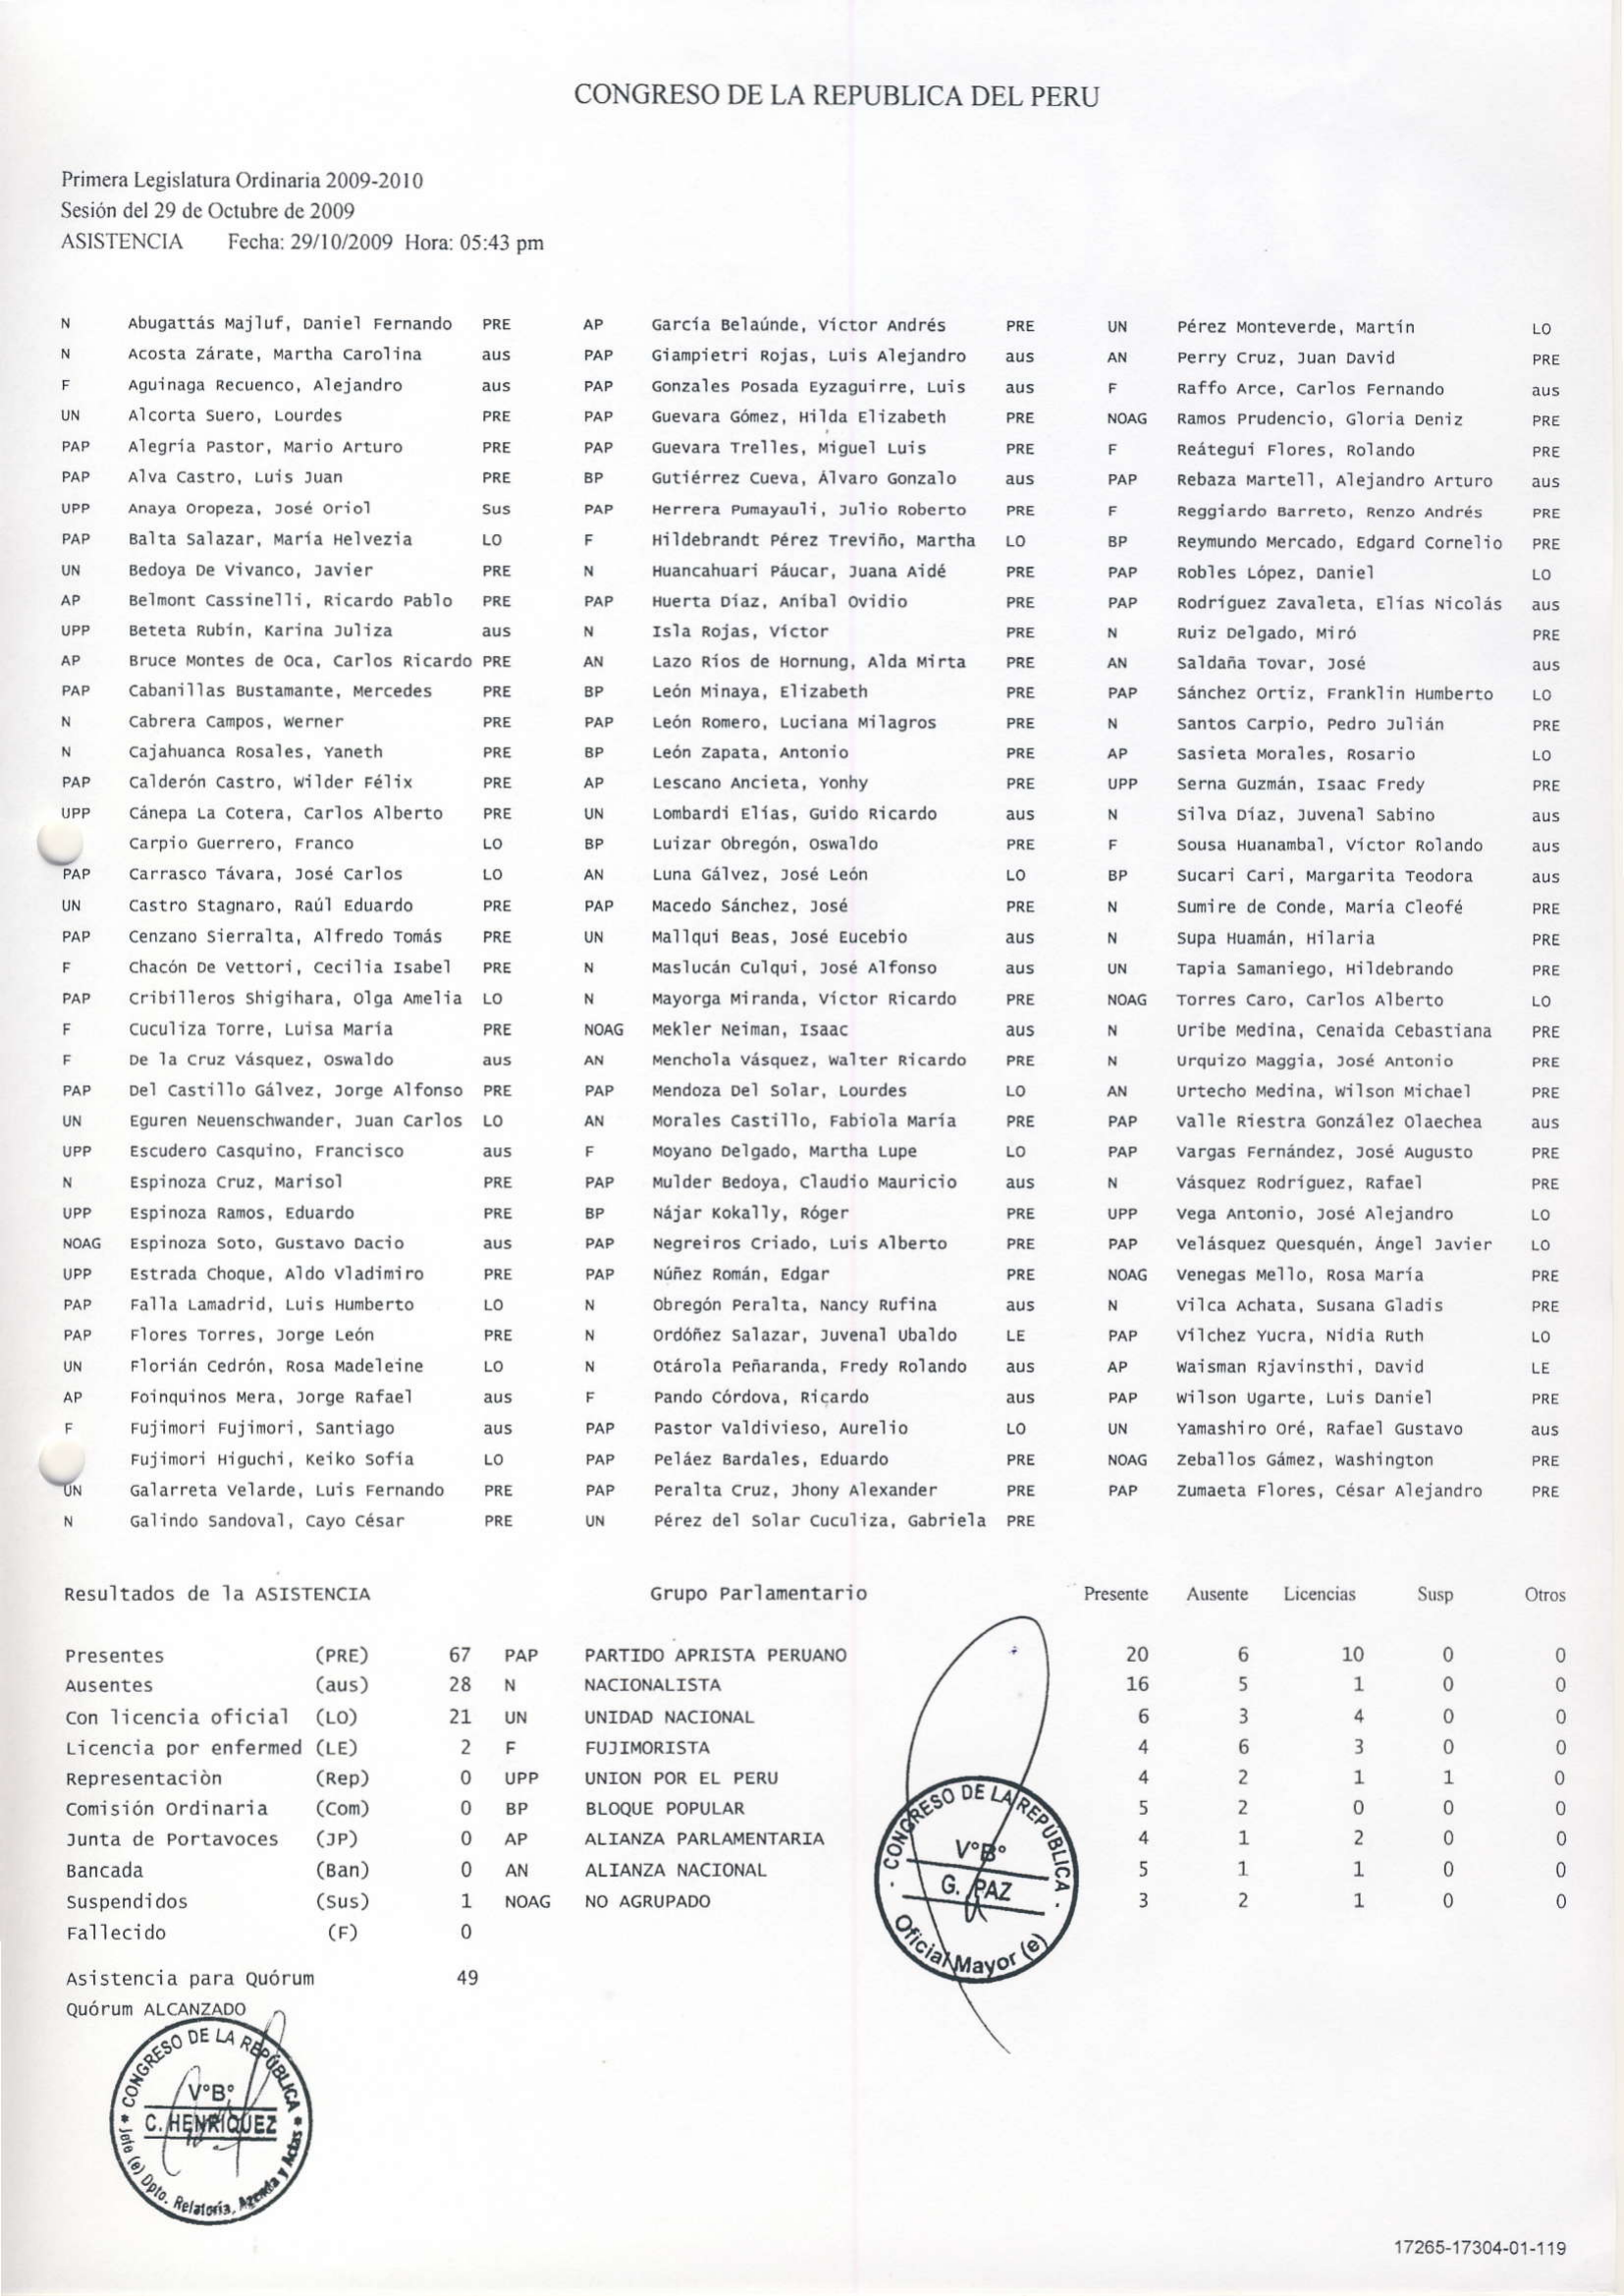 CONGRESO DE LA REPUBLICA DEL PERU
Primera Legislatura Ordinaria 2009-2010
Sesión del 29 de Octubre de 2009
ASISTENCIA Fecha: 29/10/2009 Hora: 05:43 pm
N Abugattás Majluf, Daniel Fernando PRE AP García Belaúnde, Víctor Andrés PRE UN Pérez Monteverde, Martín LO
N Acosta Zárate, Martha Carolina aus PAP Giampietri Rojas, Luis Alejandro aus AN Perry Cruz, Juan David PRE
F Aguinaga Recuenco, Alejandro aus PAP Gonzales Posada Eyzaguirre, Luis aus F Raffo Arce, Carlos Fernando aus
UN Alcorta Suero, Lourdes PRE PAP Guevara Gómez, Hilda Elizabeth PRE NOAG Ramos Prudencio, Gloria Deniz PRE
PAP Alegría Pastor, Mario Arturo PRE PAP Guevara Trelles, Miguel Luis PRE F Reátegui Flores, Rolando PRE
PAP Alva Castro, Luis Juan PRE BP Gutiérrez Cueva, Álvaro Gonzalo aus PAP Rebaza Martell, Alejandro Arturo aus
UPP Anaya Oropeza, José Oriol Sus PAP Herrera Pumayauli, Julio Roberto PRE F Reggiardo Barreto, Renzo Andrés PRE
PAP Balta Salazar, María Helvezia LO F Hildebrandt Pérez Treviño, Martha LO BP Reymundo Mercado, Edgard Cornelio PRE
UN Bedoya De Vivanco, Javier PRE N Huancahuari Páucar, Juana Aidé PRE PAP Robles López, Daniel LO
AP Belmont Cassinelli, Ricardo Pablo PRE PAP Huerta Díaz, Aníbal Ovidio PRE PAP Rodríguez Zavaleta, Elías Nicolás aus
UPP Beteta Rubín, Karina Juliza aus N Isla Rojas, Víctor PRE N Ruiz Delgado, Miró PRE
AP Bruce Montes de Oca, Carlos Ricardo PRE AN Lazo Ríos de Hornung, Alda Mirta PRE AN Saldaña Tovar, José aus
PAP Cabanillas Bustamante, Mercedes PRE BP León Minaya, Elizabeth PRE PAP Sánchez Ortiz, Franklin Humberto LO
N Cabrera Campos, Werner PRE PAP León Romero, Luciana Milagros PRE N Santos Carpio, Pedro Julián PRE
N Cajahuanca Rosales, Yaneth PRE BP León Zapata, Antonio PRE AP Sasieta Morales, Rosario LO
PAP Calderón Castro, Wilder Félix PRE AP Lescano Ancieta, Yonhy PRE UPP Serna Guzmán, Isaac Fredy PRE
UPP Cánepa La Cotera, Carlos Alberto PRE UN Lombardi Elías, Guido Ricardo aus N Silva Díaz, Juvenal Sabino aus
Carpio Guerrero, Franco LO BP Luizar Obregón, Oswaldo PRE F Sousa Huanambal, Víctor Rolando aus
PAP Carrasco Távara, José Carlos LO AN Luna Gálvez, José León LO BP Sucari Cari, Margarita Teodora aus
UN Castro Stagnaro, Raúl Eduardo PRE PAP Macedo Sánchez, José PRE N Sumire de Conde, María Cleofé PRE
PAP Cenzano Sierralta, Alfredo Tomás PRE UN Mallqui Beas, José Eucebio aus N Supa Huamán, Hilaria PRE
F Chacón De Vettori, Cecilia Isabel PRE N Maslucán Culqui, José Alfonso aus UN Tapia Samaniego, Hildebrando PRE
PAP Cribilleros Shigihara, Olga Amelia LO N Mayorga Miranda, Víctor Ricardo PRE NOAG Torres Caro, Carlos Alberto LO
F Cuculiza Torre, Luisa María PRE NOAG Mekler Neiman, Isaac aus N Uribe Medina, Cenaida Cebastiana PRE
F De la Cruz Vásquez, Oswaldo aus AN Menchola Vásquez, Walter Ricardo PRE N Urquizo Maggia, José Antonio PRE
PAP Del Castillo Gálvez, Jorge Alfonso PRE PAP Mendoza Del Solar, Lourdes LO AN Urtecho Medina, Wilson Michael PRE
UN Eguren Neuenschwander, Juan Carlos LO AN Morales Castillo, Fabiola María PRE PAP Valle Riestra González Olaechea aus
UPP Escudero Casquino, Francisco aus F Moyano Delgado, Martha Lupe LO PAP Vargas Fernández, José Augusto PRE
N Espinoza Cruz, Marisol PRE PAP Mulder Bedoya, Claudio Mauricio aus N Vásquez Rodríguez, Rafael PRE
UPP Espinoza Ramos, Eduardo PRE BP Nájar Kokally, Róger PRE UPP Vega Antonio, José Alejandro LO
NOAG Espinoza Soto, Gustavo Dacio aus PAP Negreiros Criado, Luis Alberto PRE PAP Velásquez Quesquén, Ángel Javier LO
UPP Estrada Choque, Aldo Vladimiro PRE PAP Núñez Román, Edgar PRE NOAG Venegas Mello, Rosa María PRE
PAP Falla Lamadrid, Luis Humberto LO N Obregón Peralta, Nancy Rufina aus N Vilca Achata, Susana Gladis PRE
PAP Flores Torres, Jorge León PRE N Ordóñez Salazar, Juvenal Ubaldo LE PAP Vílchez Yucra, Nidia Ruth LO
UN Florián Cedrón, Rosa Madeleine LO N Otárola Peñaranda, Fredy Rolando aus AP Waisman Rjavinsthi, David LE
AP Foinquinos Mera, Jorge Rafael aus F Pando Córdova, Ricardo aus PAP Wilson Ugarte, Luis Daniel PRE
F Fujimori Fujimori, Santiago aus PAP Pastor Valdivieso, Aurelio LO UN Yamashiro Oré, Rafael Gustavo aus
Fujimori Higuchi, Keiko Sofía LO PAP Peláez Bardales, Eduardo PRE NOAG Zeballos Gámez, Washington PRE
UN Galarreta Velarde, Luis Fernando PRE PAP Peralta Cruz, Jhony Alexander PRE PAP Zumaeta Flores, César Alejandro PRE
N Galindo Sandoval, Cayo César PRE UN Pérez del Solar Cuculiza, Gabriela PRE
Resultados de la ASISTENCIA Grupo Parlamentario Presente Ausente Licencias Susp Otros
Presentes (PRE) 67 PAP PARTIDO APRISTA PERUANO 20 6 10 0 0
Ausentes (aus) 28 N NACIONALISTA 16 5 1 0 0
Con licencia oficial (LO) 21 UN UNIDAD NACIONAL 6 3 4 0 0
Licencia por enfermed (LE) 2 F FUJIMORISTA 4 6 3 0 0
Representaciòn (Rep) 0 UPP UNION POR EL PERU 4 2 1 1 0
Comisión Ordinaria (Com) 0 BP BLOQUE POPULAR 5 2 0 0 0
Junta de Portavoces (JP) 0 AP ALIANZA PARLAMENTARIA 4 1 2 0 0
Bancada (Ban) 0 AN ALIANZA NACIONAL 5 1 1 0 0
Suspendidos (Sus) 1 NOAG NO AGRUPADO 3 2 1 0 0
Fallecido (F) 0
CONGRESO DE LA REPÚBLICA
V°B°
G. PAZ
Oficial Mayor (e)
Asistencia para Quórum 49
Quórum ALCANZADO
CONGRESO DE LA REPÚBLICA
V°B°
C. HENRIQUEZ
Jefe (e) Dpto. Relatoría, Agenda y Actas
17265-17304-01-119